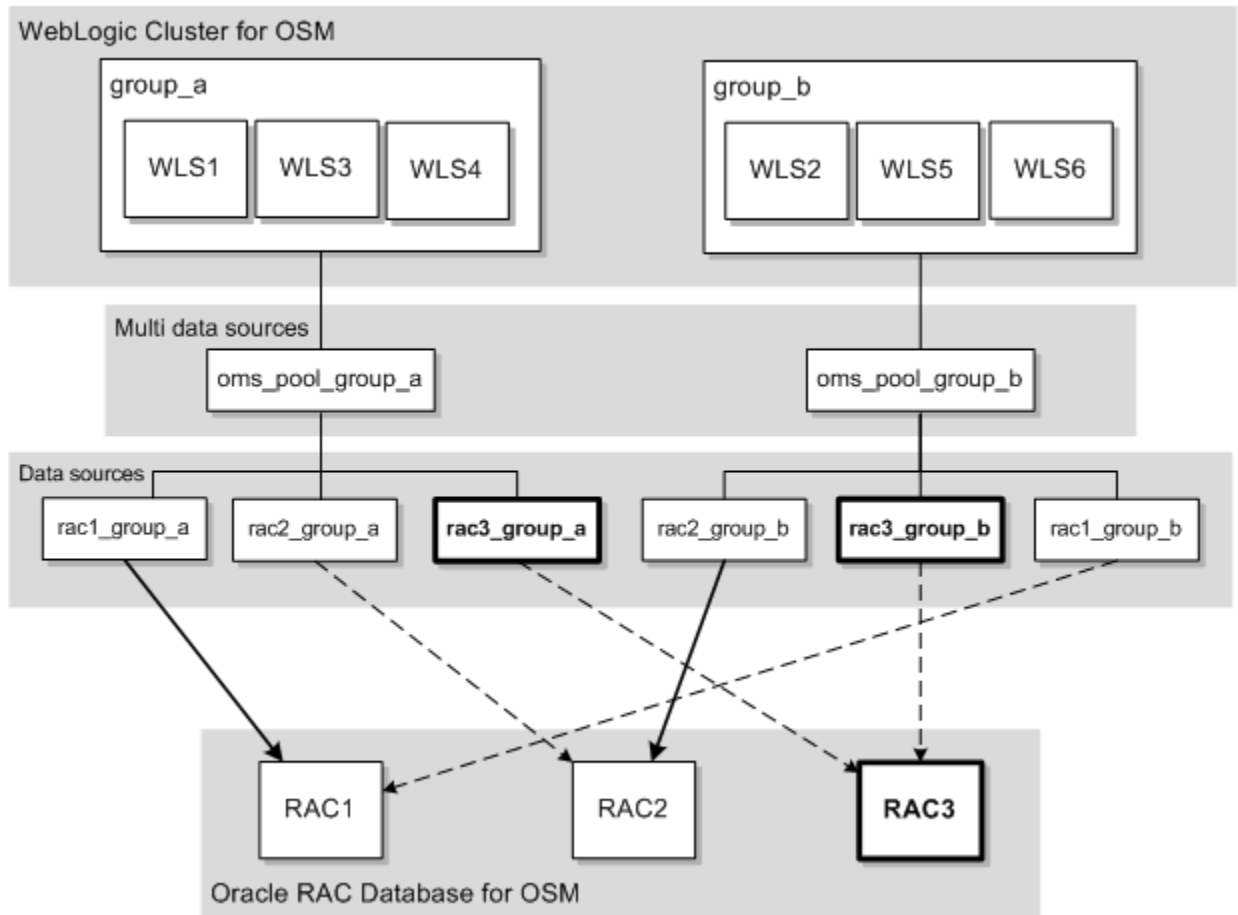 WebLogic Cluster for OSM
group_a
group_b
WLS1
WLS3
WLS4
WLS2
WLS5
WLS6
Multi data sources
oms_pool_group_a
oms_pool_group_b
Data sources
rac1_group_a
rac2_group_a
rac3_group_a
rac2_group_b
rac3_group_b
rac1_group_b
RAC1
RAC2
RAC3
Oracle RAC Database for OSM